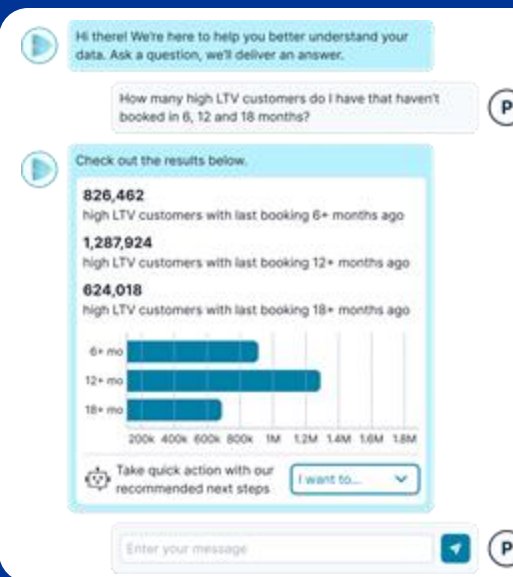 Hi there! We're here to help you better understand your
data. Ask a question, we'll deliver an answer.
How many high LTV customers do I have that haven't
booked in 6, 12 and 18 months?
P
Check out the results below.
826,462
high LTV customers with last booking 6+ months ago
1,287,924
high LTV customers with last booking 12+ months ago
624,018
high LTV customers with last booking 18+ months ago
6+ mo
12+ mo
18+ mo
200k 400k 600k 800k 1M 1.2M 1.4M 1.6M 1.8M
Take quick action with our
recommended next steps
I want to...
Enter your message
P